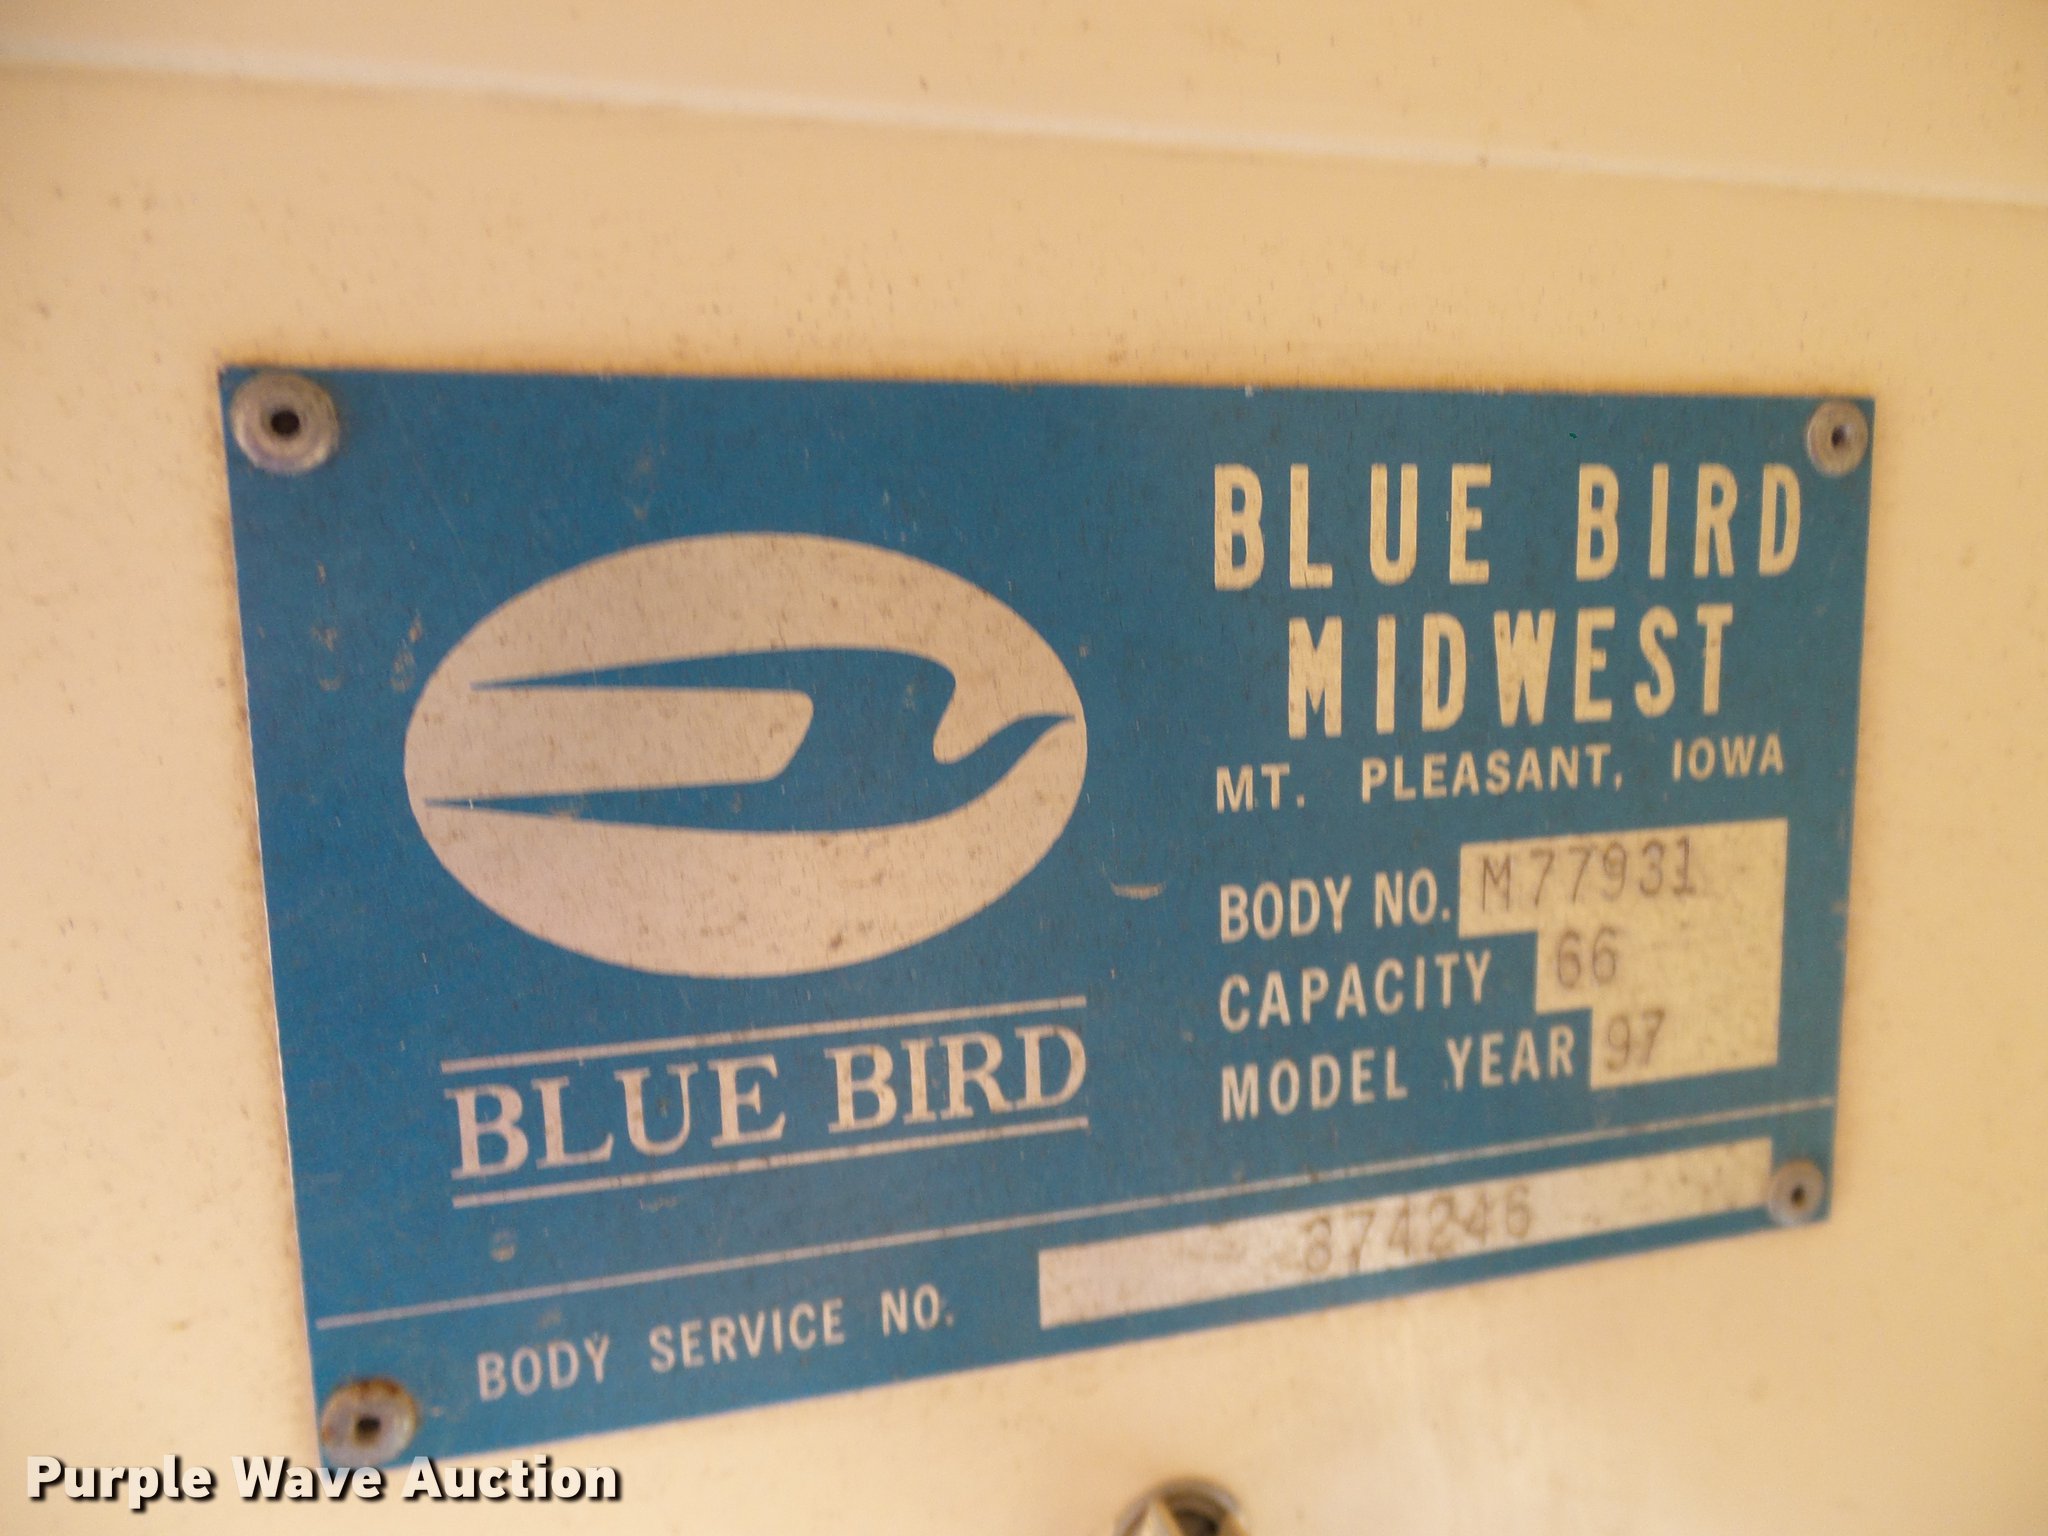 BLUE BIRD
MIDWEST
MT. PLEASANT, IOWA
BODY NO. M77931
CAPACITY 66
MODEL YEAR 97
BLUE BIRD
BODY SERVICE NO. 374246
Purple Wave Auction